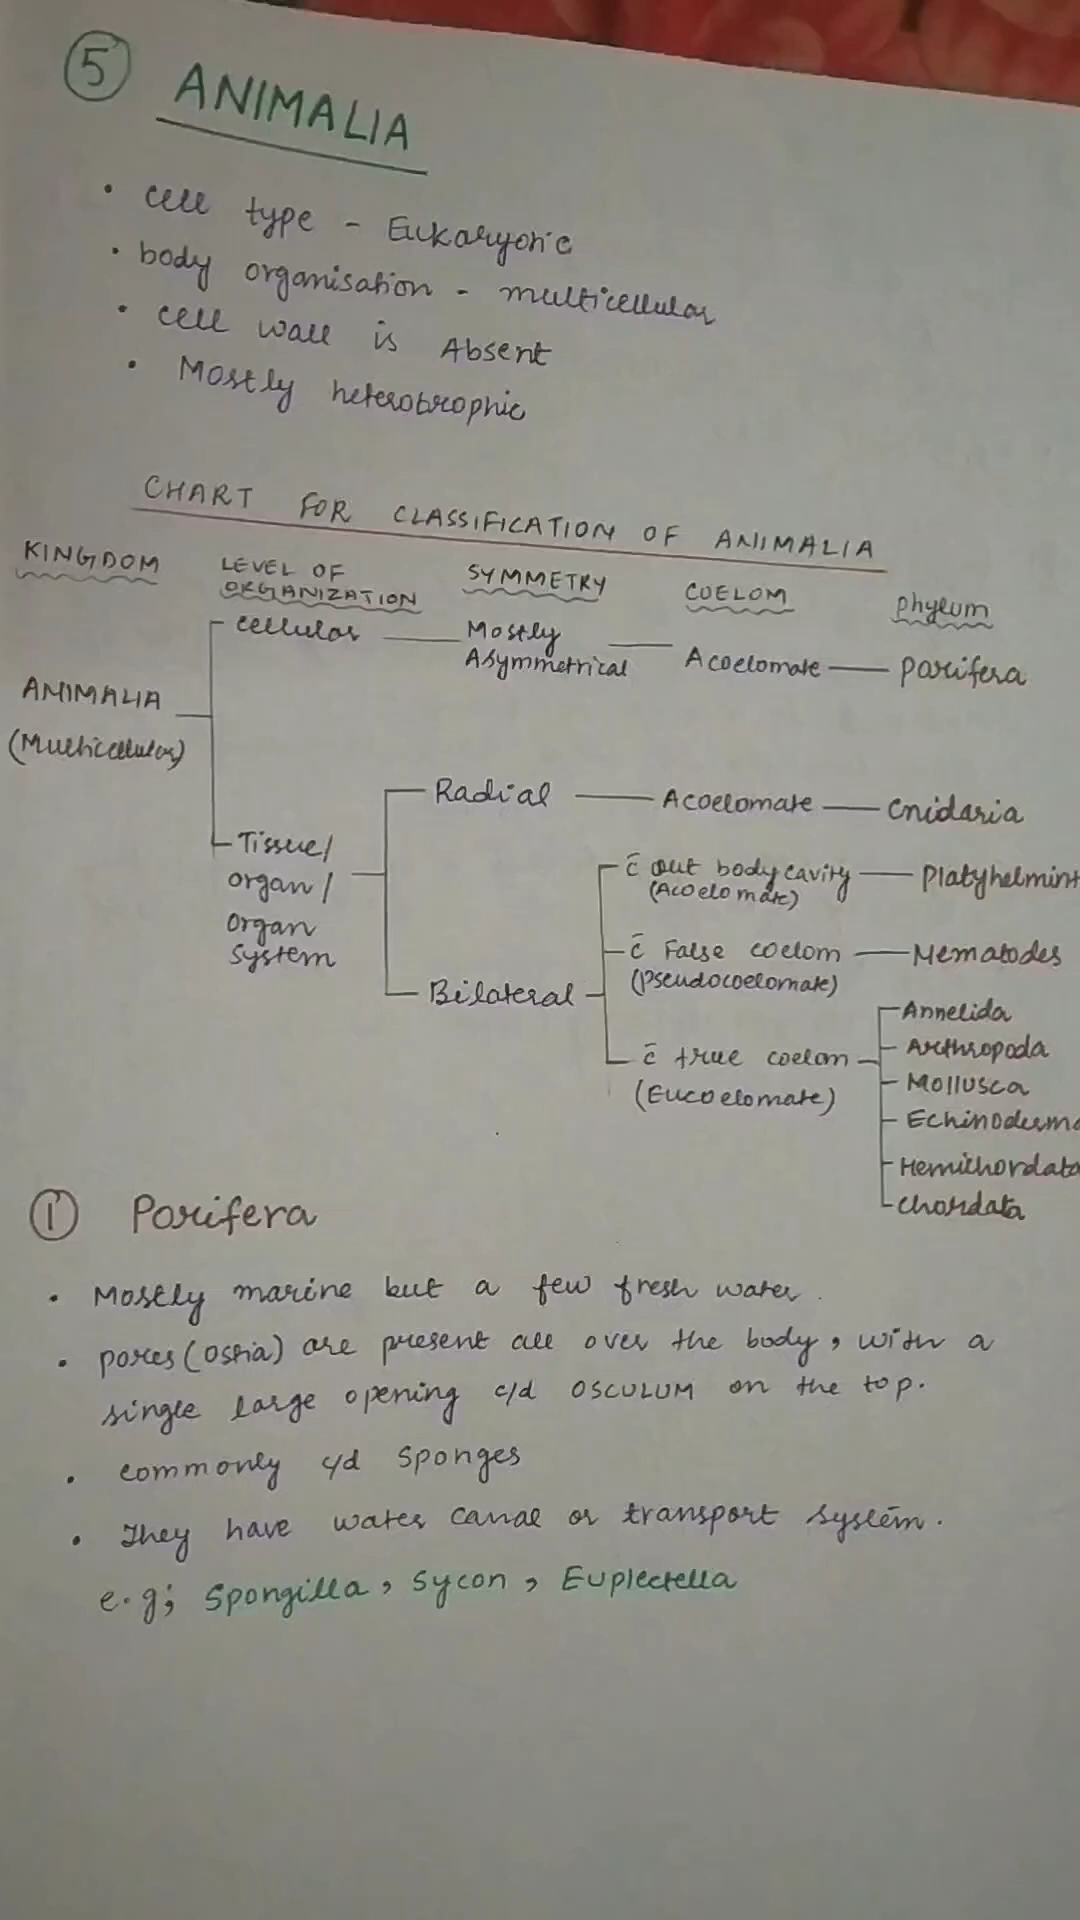 5 ANIMALIA
• Cell type - Eukaryotic
• body organisation - multicellular
• cell wall is Absent
• Mostly heterotrophic
CHART FOR CLASSIFICATION OF ANIMALIA
KINGDOM LEVEL OF ORGANIZATION SYMMETRY COELOM phylum
cellular Mostly Asymmetrical Acoelomate Porifera
ANIMALIA
(Multicellular)
Radial Acoelomate Cnidaria
Tissue/
organ/
organ
system
Bilateral
c̄ out body cavity Platyhelmint
(Acoelomate)
c̄ False coelom Nematodes
(Pseudocoelomate)
c̄ true coelom
(Eucoelomate)
Annelida
Arthropoda
Mollusca
Echinoderma
Hemichordata
Chordata
1 Porifera
• Mostly marine but a few fresh water.
• pores (ostia) are present all over the body, with a
single large opening c/d OSCULUM on the top.
• commonly c/d Sponges
• They have water canal or transport system.
e.g; Spongilla, Sycon, Euplectella